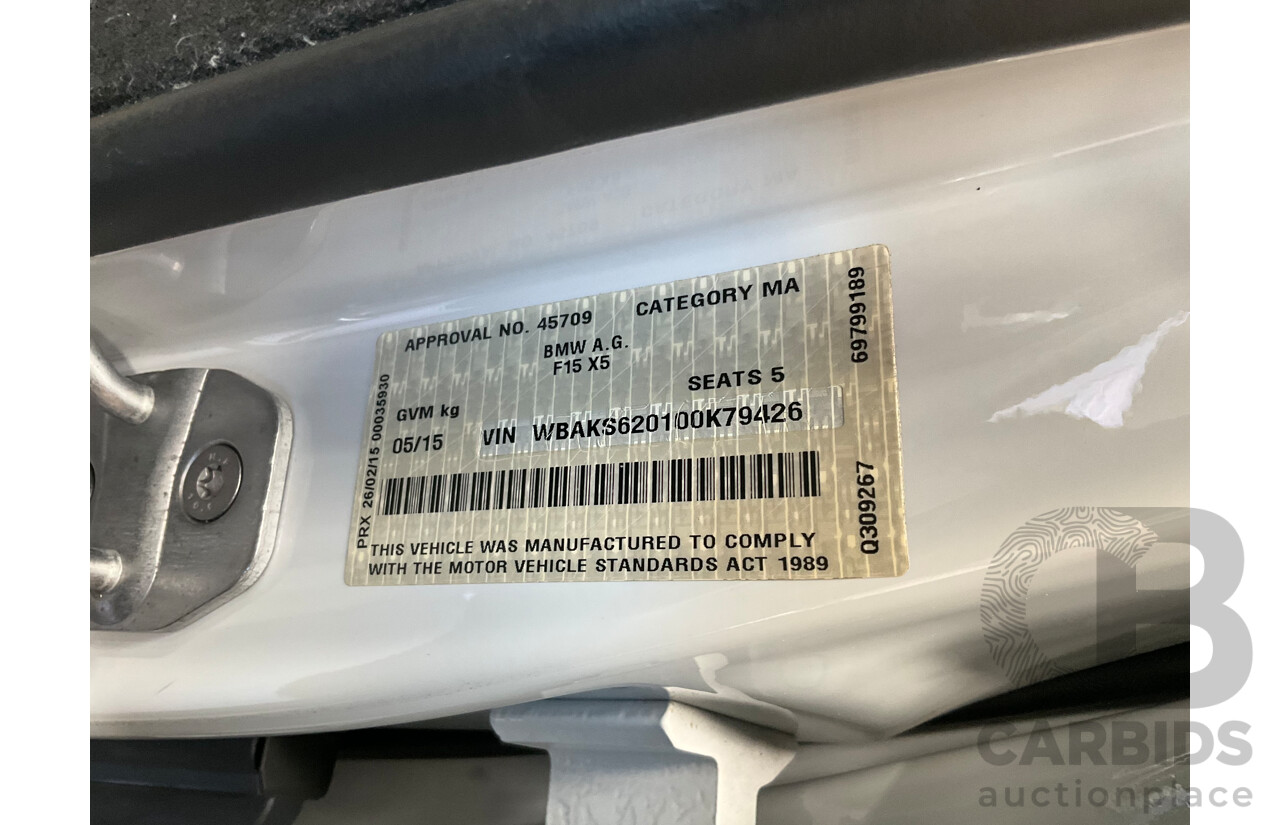 APPROVAL NO. 45709 CATEGORY MA
BMW A.G.
F15 X5
SEATS 5
GVM kg
05/15
VIN WBAKS620100K79426
THIS VEHICLE WAS MANUFACTURED TO COMPLY
WITH THE MOTOR VEHICLE STANDARDS ACT 1989
PRX 26/02/15 00035930
69799189
Q309267
CB
CARBIDS
auctionplace